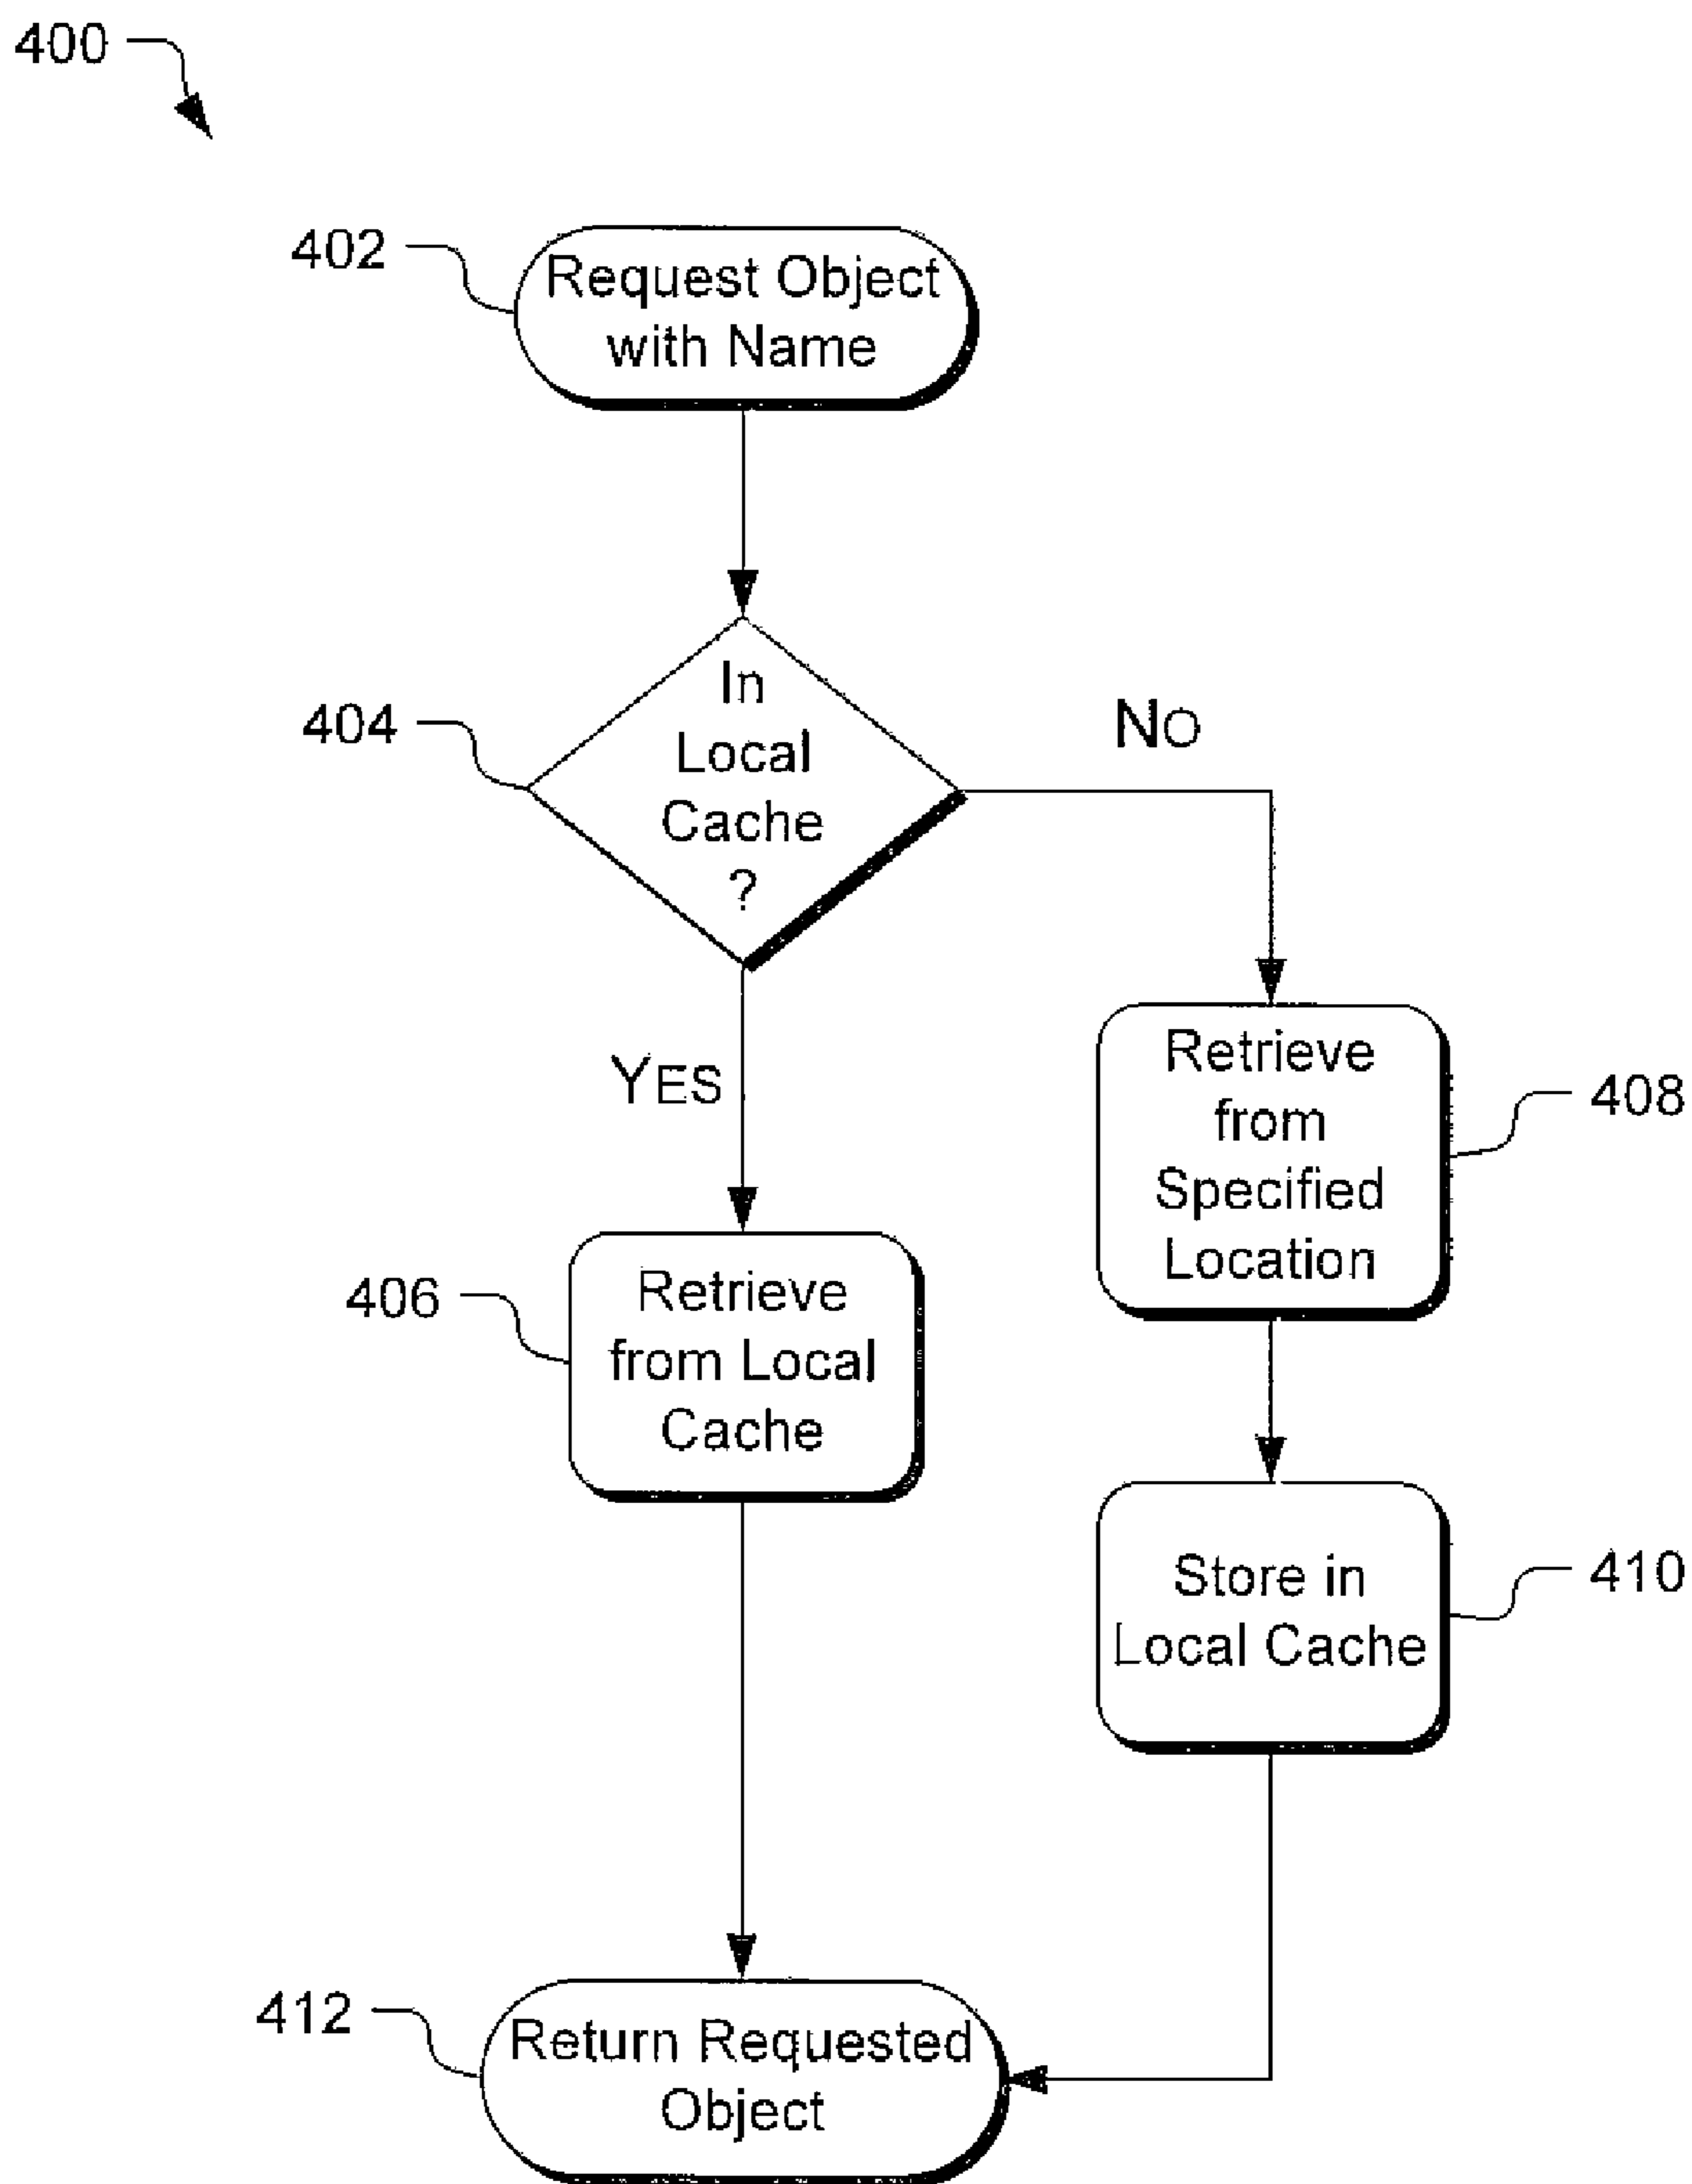 400
402
Request Object
with Name
404
In
Local
Cache
?
NO
YES
408
Retrieve
from
Specified
Location
406
Retrieve
from Local
Cache
410
Store in
Local Cache
412
Return Requested
Object